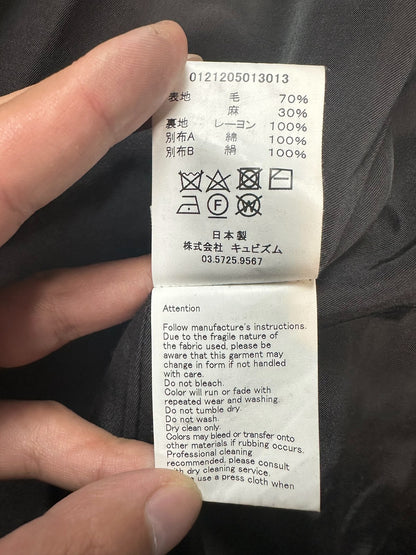 0121205013013
表地 毛 70%
麻 30%
裏地 レーヨン 100%
別布A 綿 100%
別布B 絹 100%
F W
日本製
株式会社 キュビズム
03.5725.9567
Attention
Follow manufacture's instructions.
Due to the fragile nature of
the fabric used, please be
aware that this garment may
change in form if not handled
with care.
Do not bleach.
Color will run or fade with
repeated wear and washing.
Do not tumble dry.
Do not wash.
Dry clean only.
Colors may bleed or transfer onto
other materials if rubbing occurs.
Professional cleaning
recommended, please consult
with dry cleaning service.
use a press cloth when